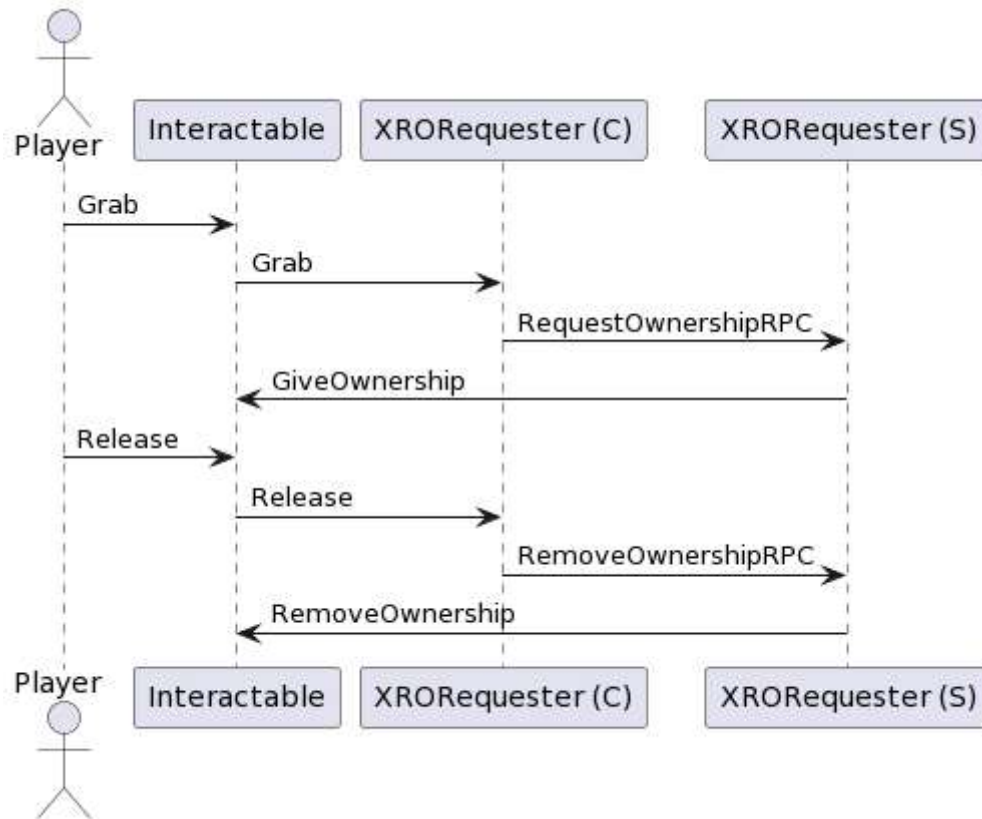 Player
Interactable
XRORequester (C)
XRORequester (S)
Grab
Grab
RequestOwnershipRPC
GiveOwnership
Release
Release
RemoveOwnershipRPC
RemoveOwnership
Player
Interactable
XRORequester (C)
XRORequester (S)